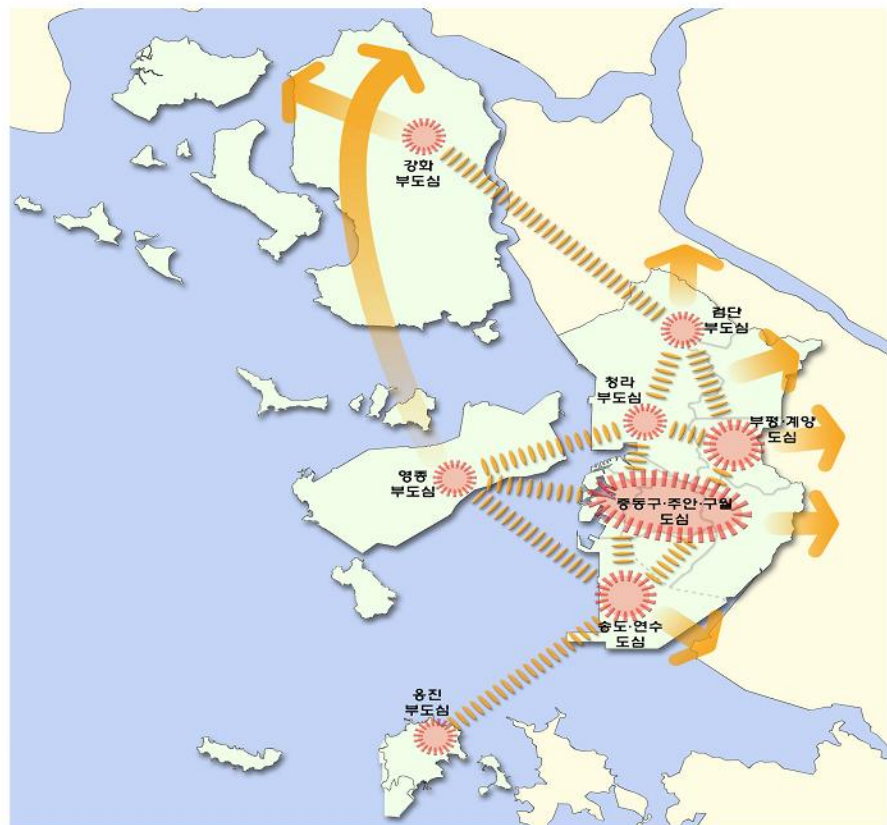 강화
부도심
검단
부도심
청라
부도심
부평·계양
도심
영종
부도심
중동구·주안·구월
도심
송도·연수
도심
옹진
부도심